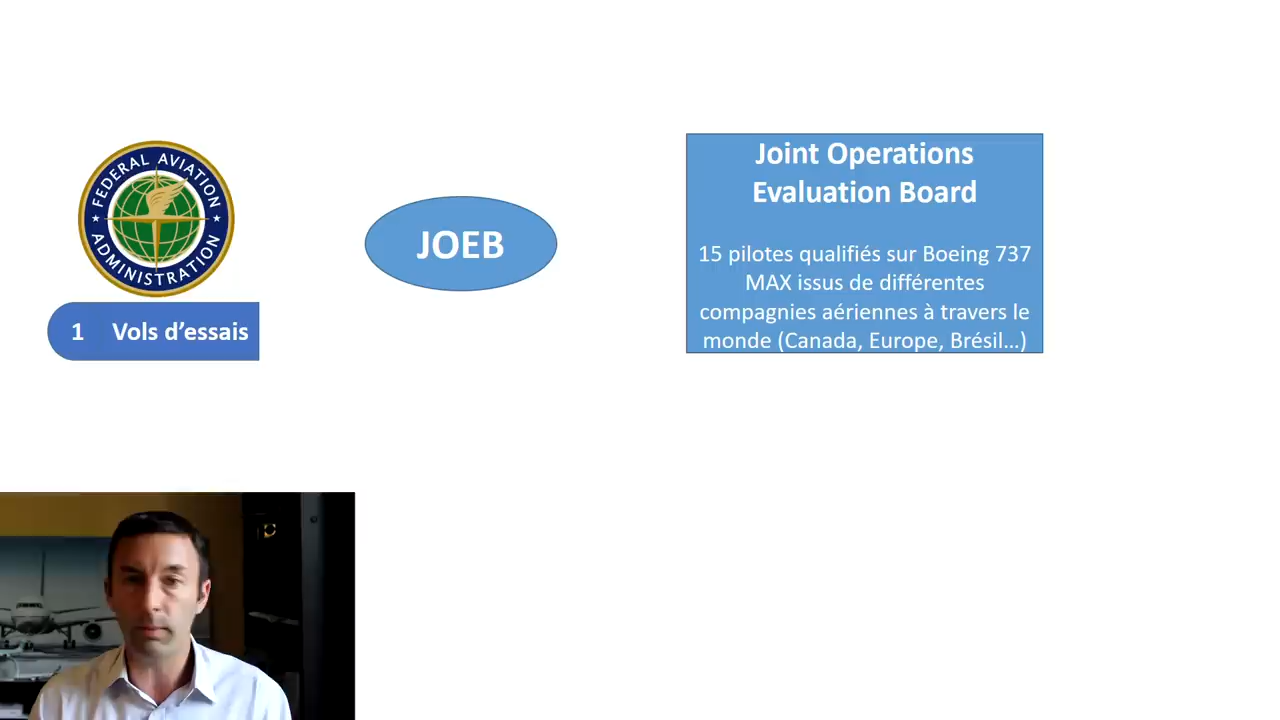 FEDERAL AVIATION
ADMINISTRATION
1 Vols d’essais
JOEB
Joint Operations
Evaluation Board
15 pilotes qualifiés sur Boeing 737
MAX issus de différentes
compagnies aériennes à travers le
monde (Canada, Europe, Brésil…)